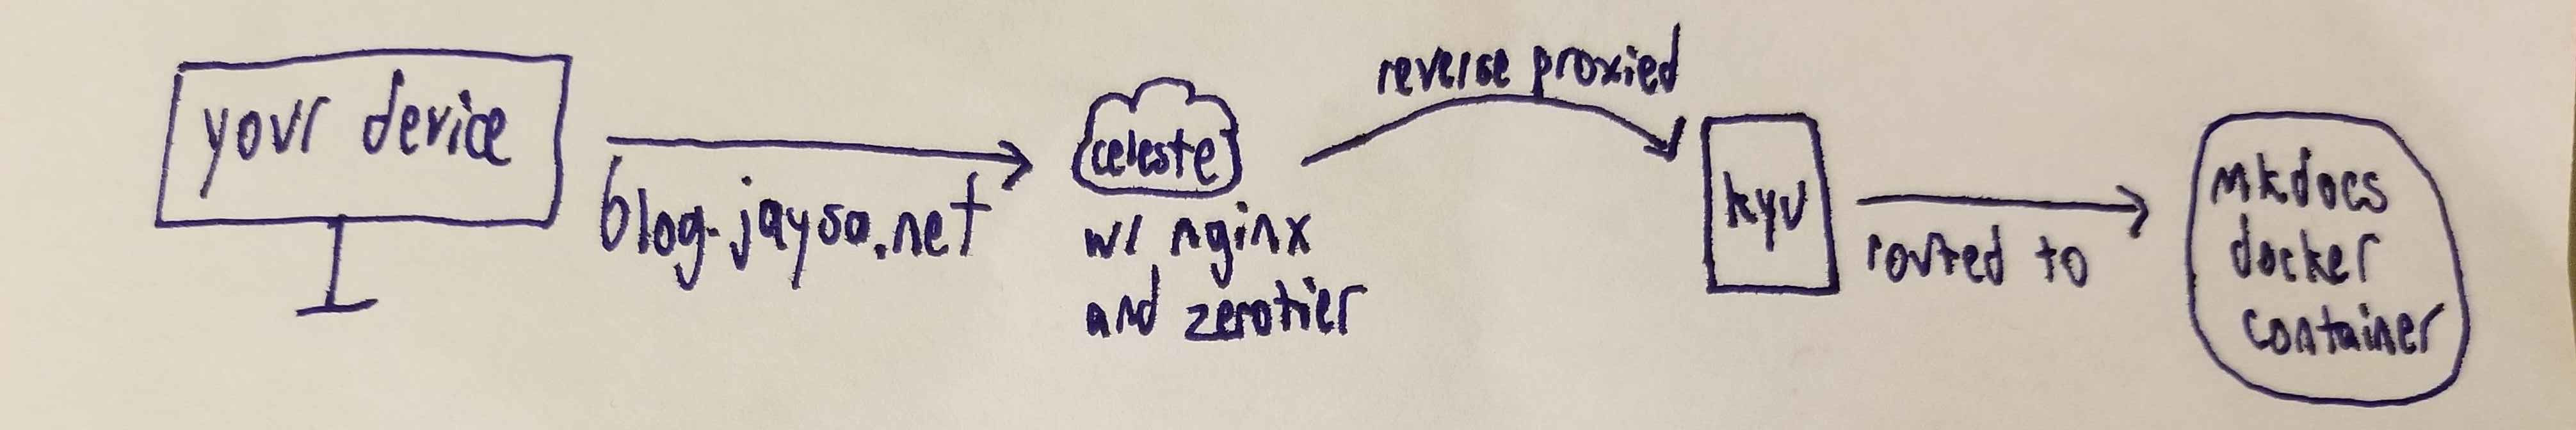 your device
blog.jayso.net
celeste
w/ nginx
and zerotier
reverse proxied
kyu
routed to
mkdocs
docker
container